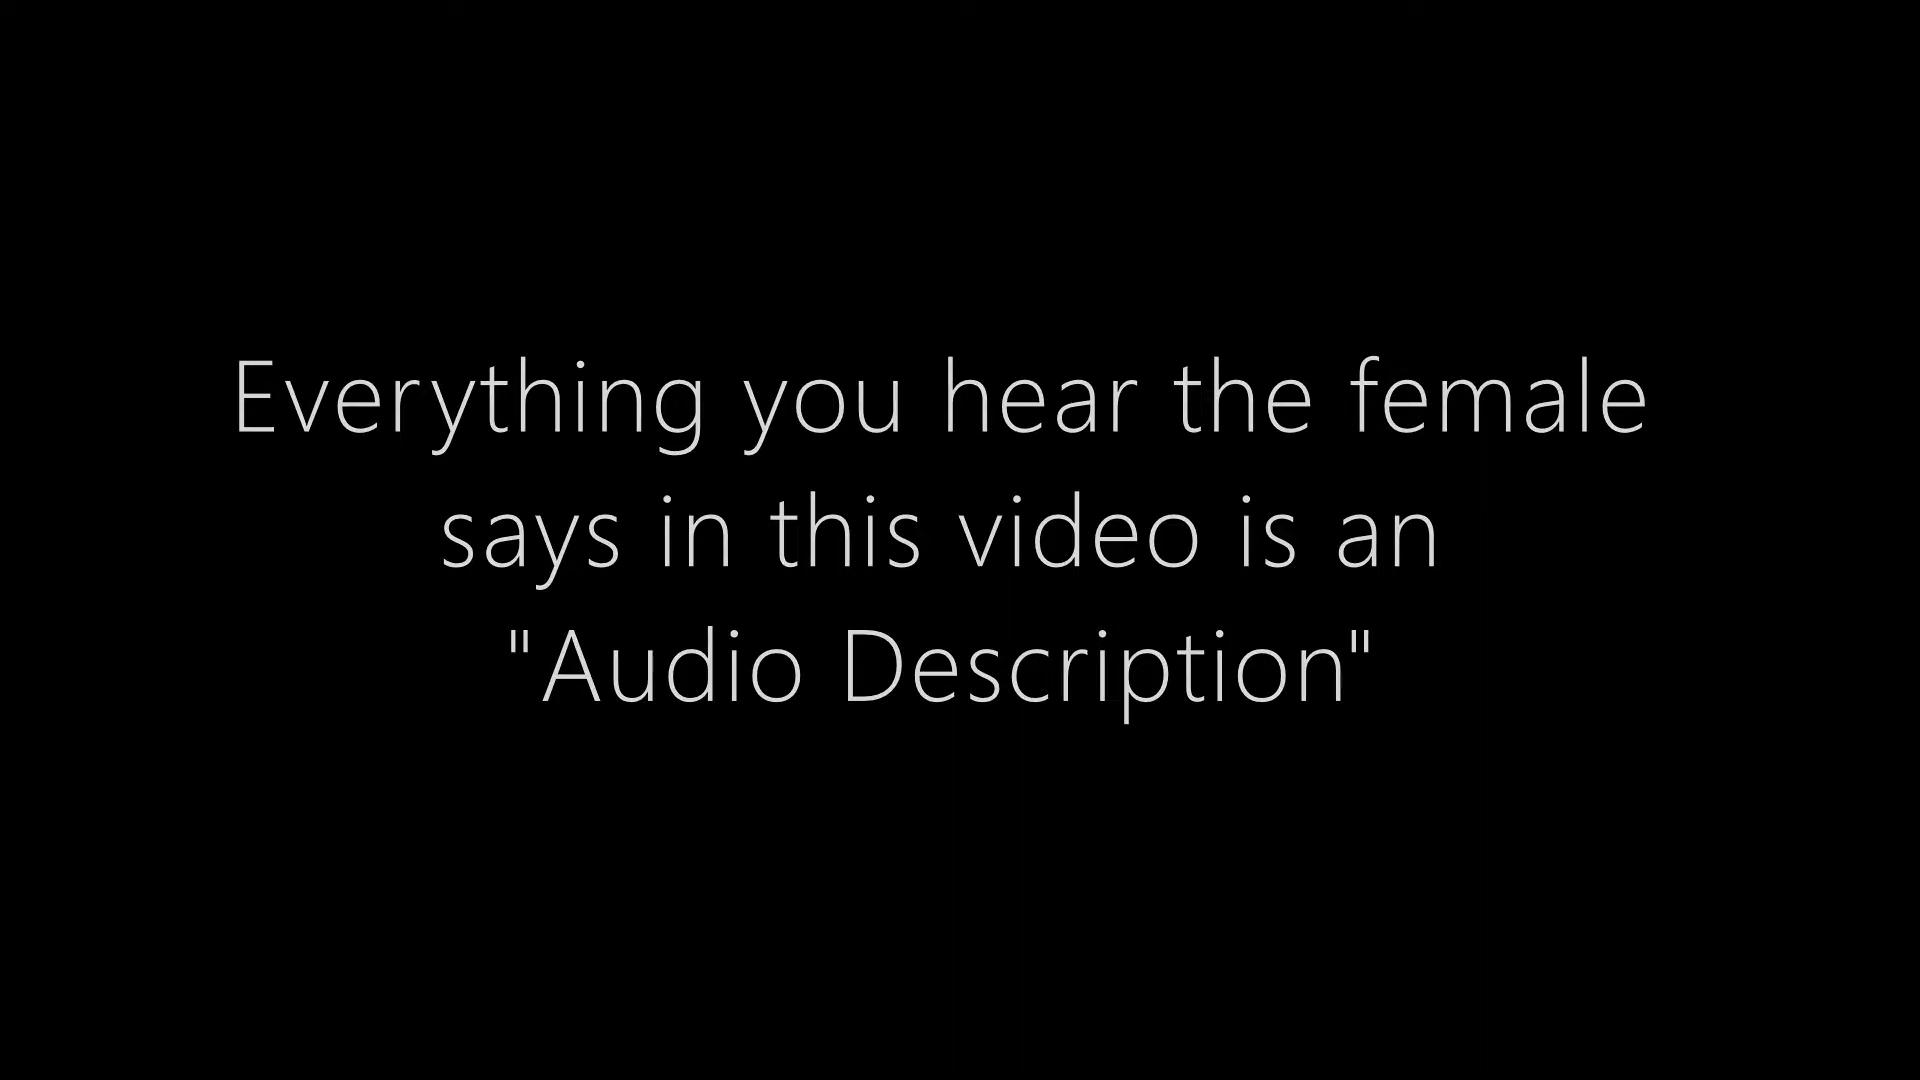 Everything you hear the female
says in this video is an
"Audio Description"